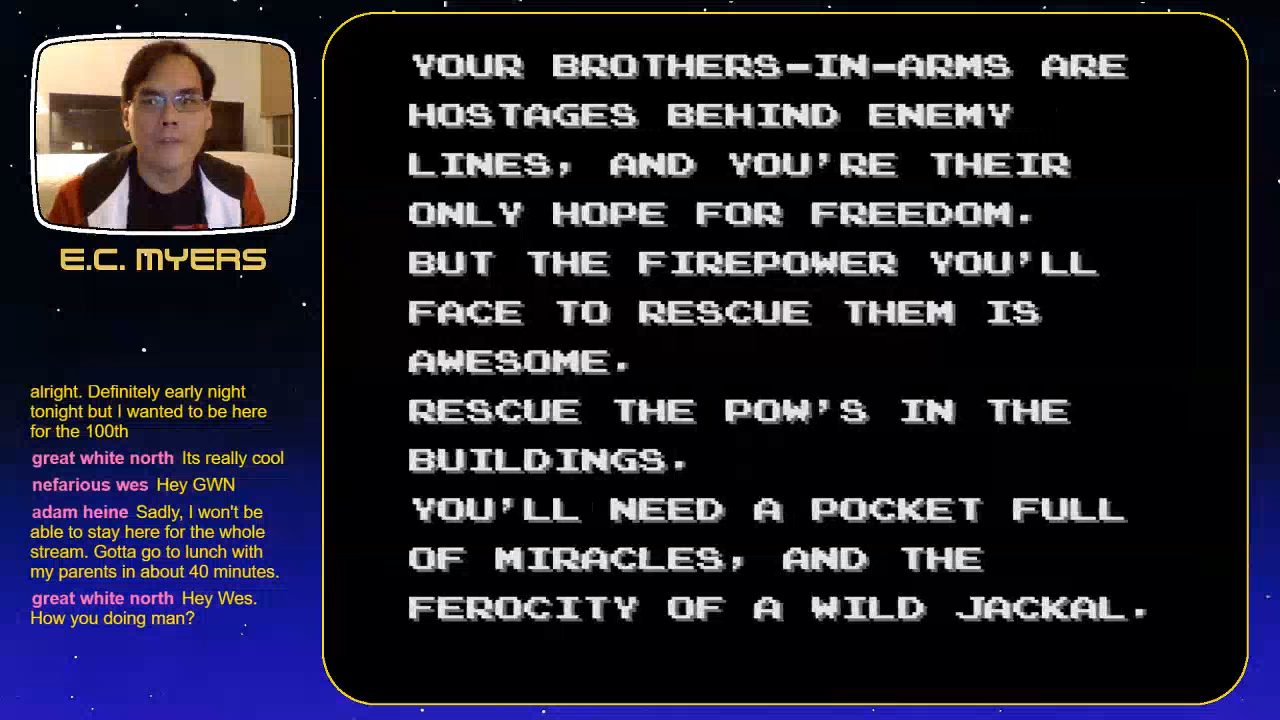 E.C. MYERS
alright. Definitely early night
tonight but I wanted to be here
for the 100th
great white north Its really cool
nefarious wes Hey GWN
adam heine Sadly, I won't be
able to stay here for the whole
stream. Gotta go to lunch with
my parents in about 40 minutes.
great white north Hey Wes.
How you doing man?
YOUR BROTHERS-IN-ARMS ARE
HOSTAGES BEHIND ENEMY
LINES, AND YOU'RE THEIR
ONLY HOPE FOR FREEDOM.
BUT THE FIREPOWER YOU'LL
FACE TO RESCUE THEM IS
AWESOME.
RESCUE THE POW'S IN THE
BUILDINGS.
YOU'LL NEED A POCKET FULL
OF MIRACLES, AND THE
FEROCITY OF A WILD JACKAL.